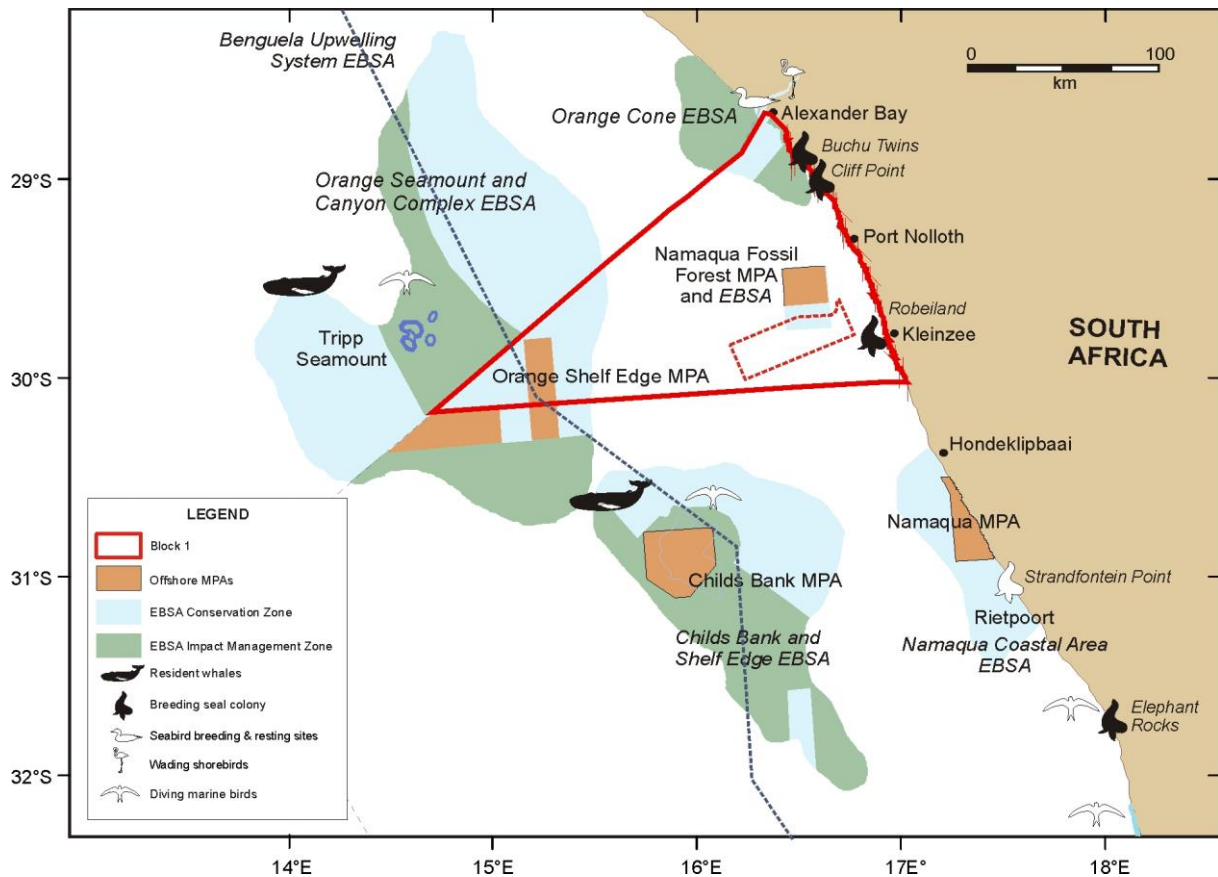 Benguela Upwelling
System EBSA
0
100
km
Orange Cone EBSA
Alexander Bay
Buchu Twins
Cliff Point
29°S
Orange Seamount and
Canyon Complex EBSA
Port Nolloth
Namaqua Fossil
Forest MPA
and EBSA
Robeiland
Kleinzee
SOUTH
AFRICA
Tripp
Seamount
Orange Shelf Edge MPA
30°S
Hondeklipbaai
Namaqua MPA
31°S
Childs Bank MPA
Strandfontein Point
Rietpoort
Namaqua Coastal Area
EBSA
Childs Bank and
Shelf Edge EBSA
Elephant
Rocks
32°S
LEGEND
Block 1
Offshore MPAs
EBSA Conservation Zone
EBSA Impact Management Zone
Resident whales
Breeding seal colony
Seabird breeding & resting sites
Wading shorebirds
Diving marine birds
14°E
15°E
16°E
17°E
18°E